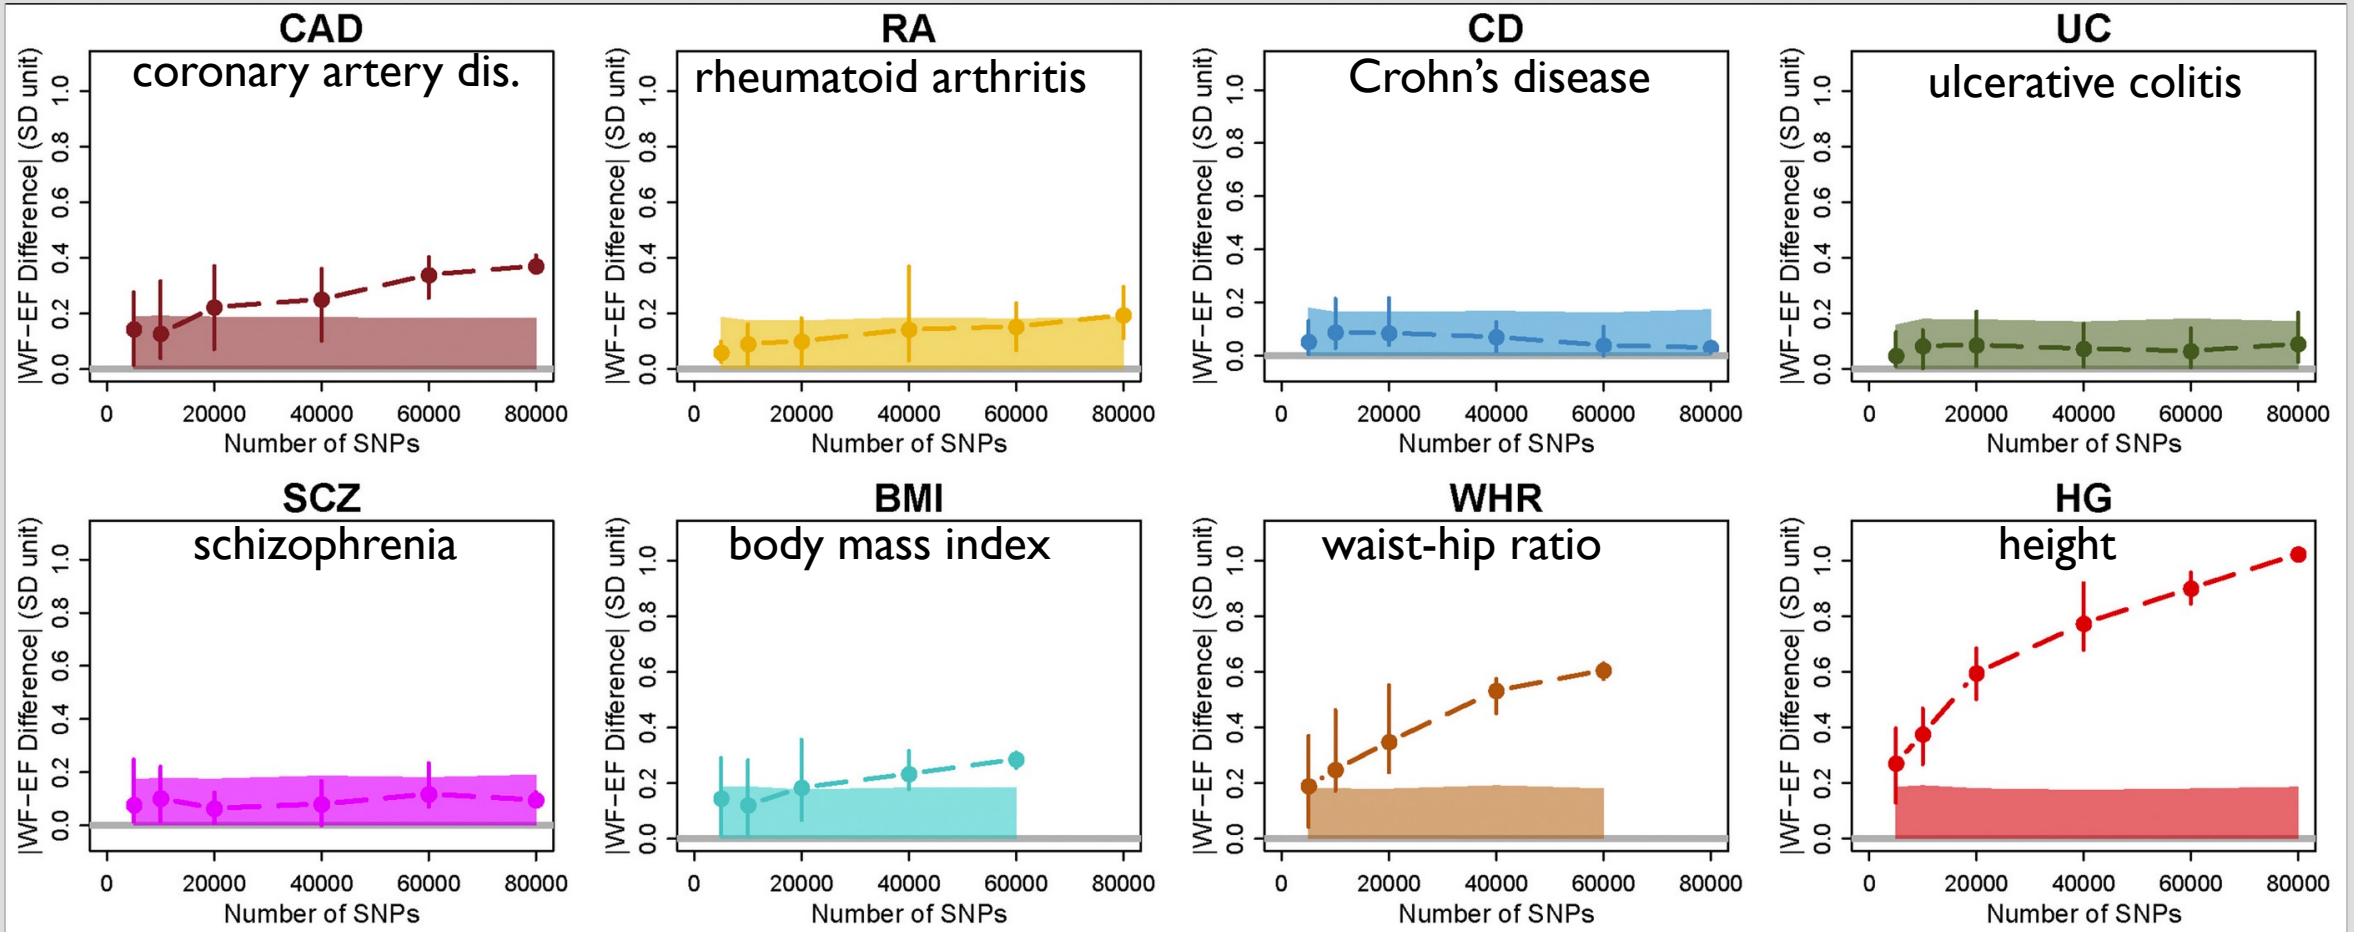 CAD
coronary artery dis.
|WF−EF Difference| (SD unit)
0.0 0.2 0.4 0.6 0.8 1.0
0 20000 40000 60000 80000
Number of SNPs
RA
rheumatoid arthritis
|WF−EF Difference| (SD unit)
0.0 0.2 0.4 0.6 0.8 1.0
0 20000 40000 60000 80000
Number of SNPs
CD
Crohn’s disease
|WF−EF Difference| (SD unit)
0.0 0.2 0.4 0.6 0.8 1.0
0 20000 40000 60000 80000
Number of SNPs
UC
ulcerative colitis
|WF−EF Difference| (SD unit)
0.0 0.2 0.4 0.6 0.8 1.0
0 20000 40000 60000 80000
Number of SNPs
SCZ
schizophrenia
|WF−EF Difference| (SD unit)
0.0 0.2 0.4 0.6 0.8 1.0
0 20000 40000 60000 80000
Number of SNPs
BMI
body mass index
|WF−EF Difference| (SD unit)
0.0 0.2 0.4 0.6 0.8 1.0
0 20000 40000 60000 80000
Number of SNPs
WHR
waist-hip ratio
|WF−EF Difference| (SD unit)
0.0 0.2 0.4 0.6 0.8 1.0
0 20000 40000 60000 80000
Number of SNPs
HG
height
|WF−EF Difference| (SD unit)
0.0 0.2 0.4 0.6 0.8 1.0
0 20000 40000 60000 80000
Number of SNPs